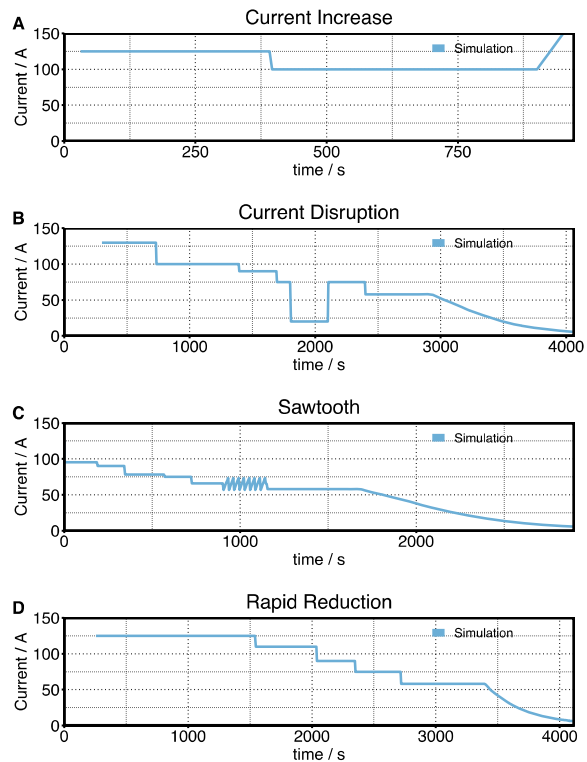 A
Current Increase
150
100
50
0
Current / A
Simulation
0 250 500 750
time / s
B
Current Disruption
150
100
50
0
Current / A
Simulation
0 1000 2000 3000 4000
time / s
C
Sawtooth
150
100
50
0
Current / A
Simulation
0 1000 2000
time / s
D
Rapid Reduction
150
100
50
0
Current / A
Simulation
0 1000 2000 3000 4000
time / s